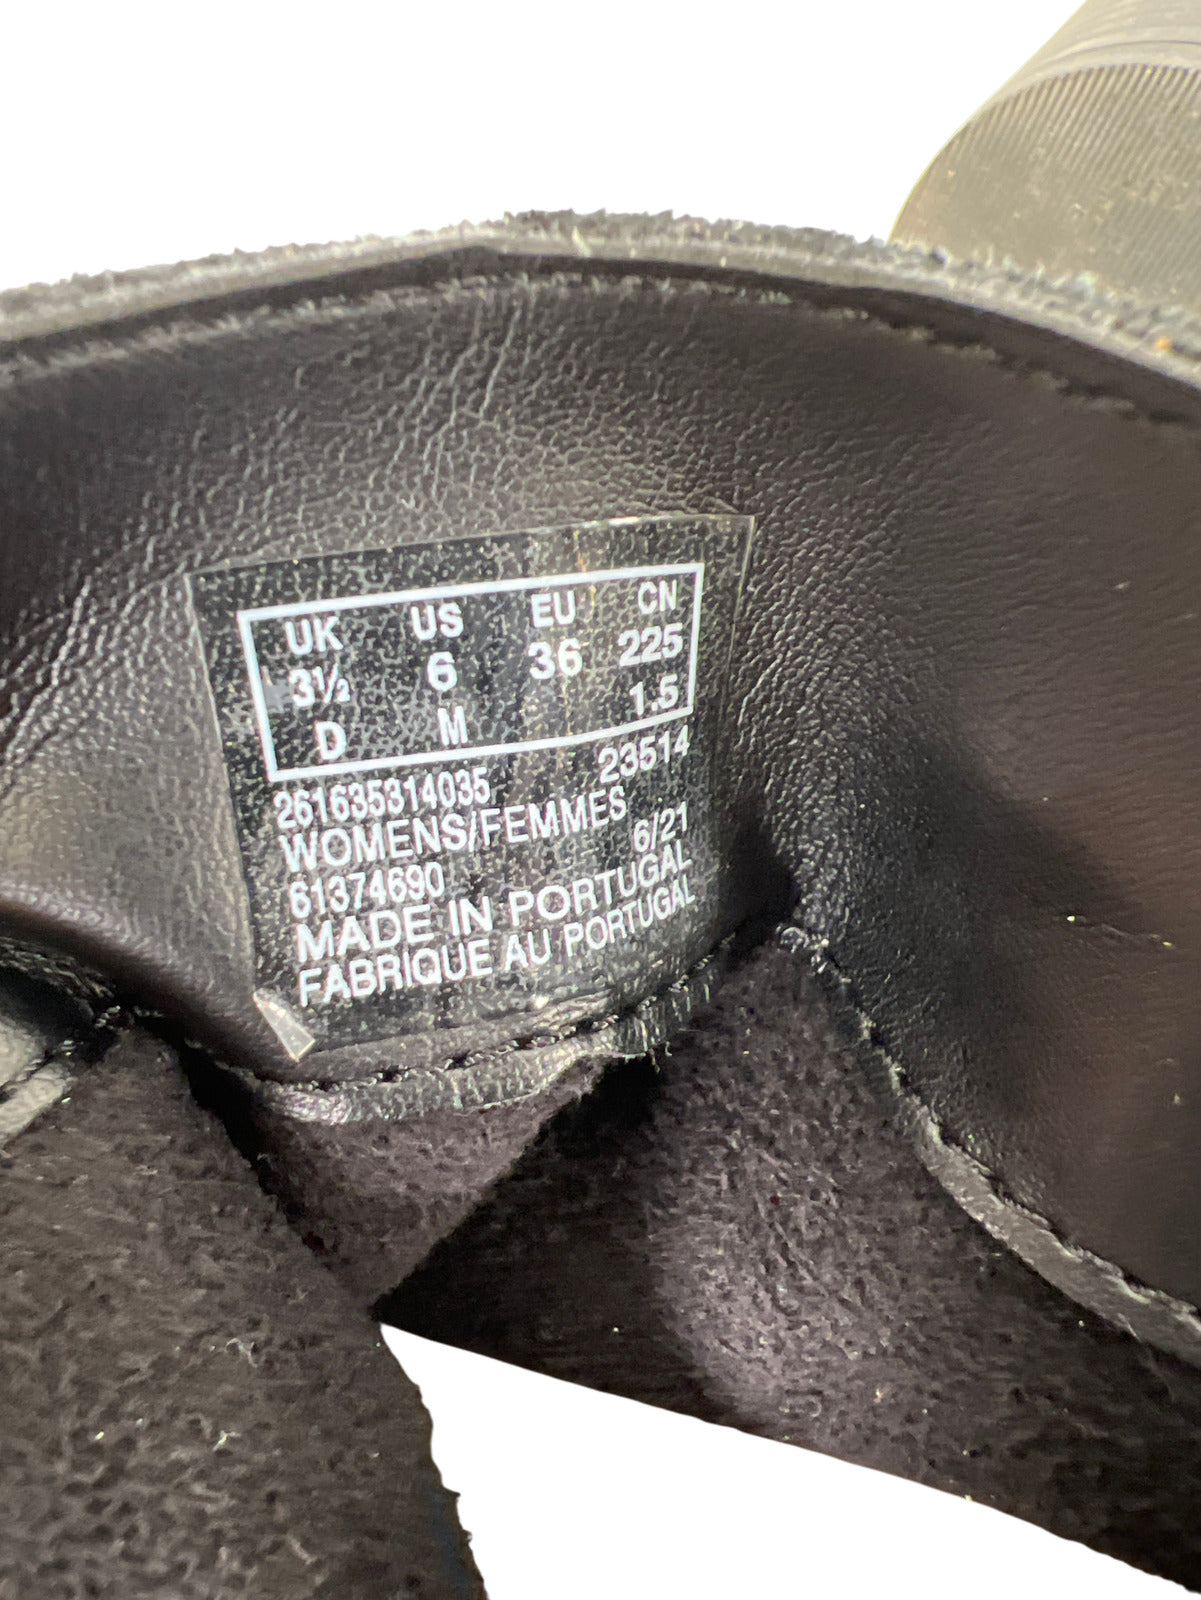 UK US EU CN
3½ 6 36 225
D M 1.5
261635314035 23514
WOMENS/FEMMES
61374690 6/21
MADE IN PORTUGAL
FABRIQUE AU PORTUGAL